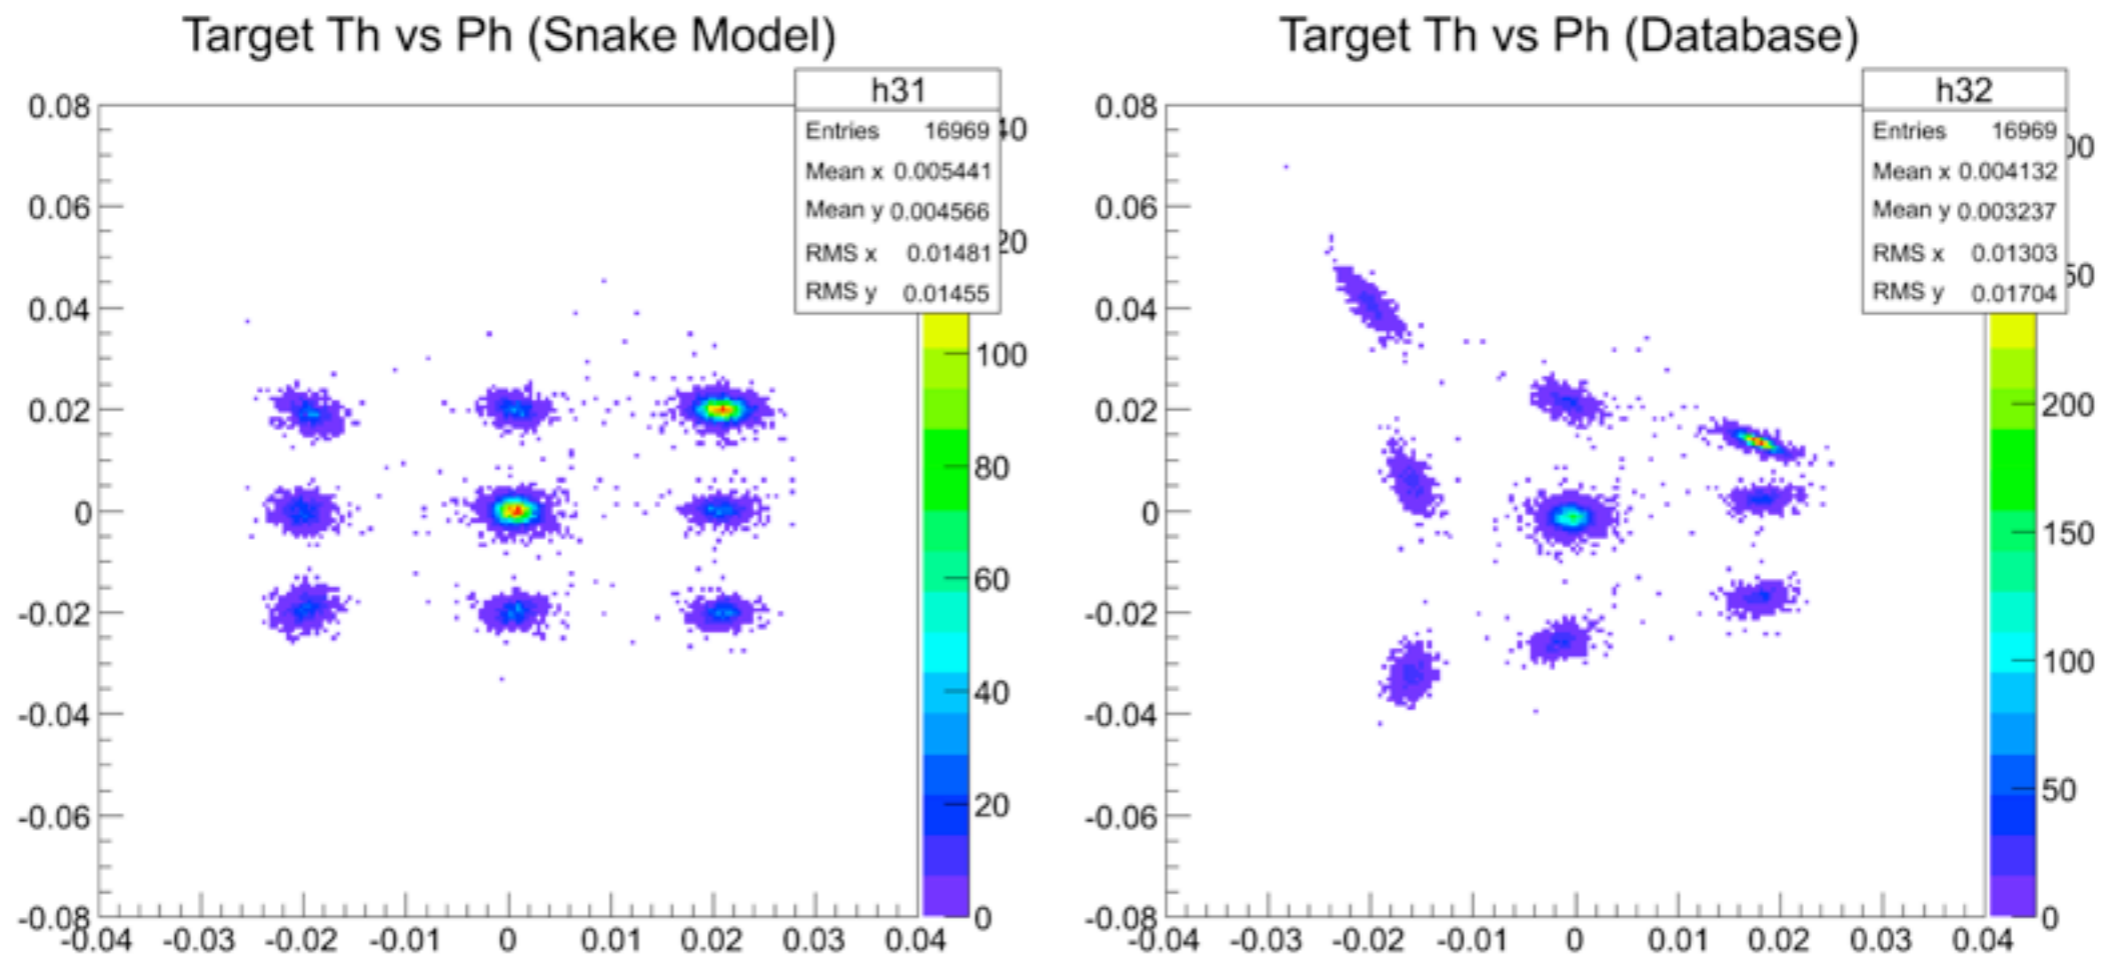 Target Th vs Ph (Snake Model)
h31
Entries 16969
Mean x 0.005441
Mean y 0.004566
RMS x 0.01481
RMS y 0.01455
0.08
0.06
0.04
0.02
0
-0.02
-0.04
-0.06
-0.08
-0.04 -0.03 -0.02 -0.01 0 0.01 0.02 0.03 0.04
40
20
100
80
60
40
20
0
Target Th vs Ph (Database)
h32
Entries 16969
Mean x 0.004132
Mean y 0.003237
RMS x 0.01303
RMS y 0.01704
0.08
0.06
0.04
0.02
0
-0.02
-0.04
-0.06
-0.08
-0.04 -0.03 -0.02 -0.01 0 0.01 0.02 0.03 0.04
00
50
200
150
100
50
0